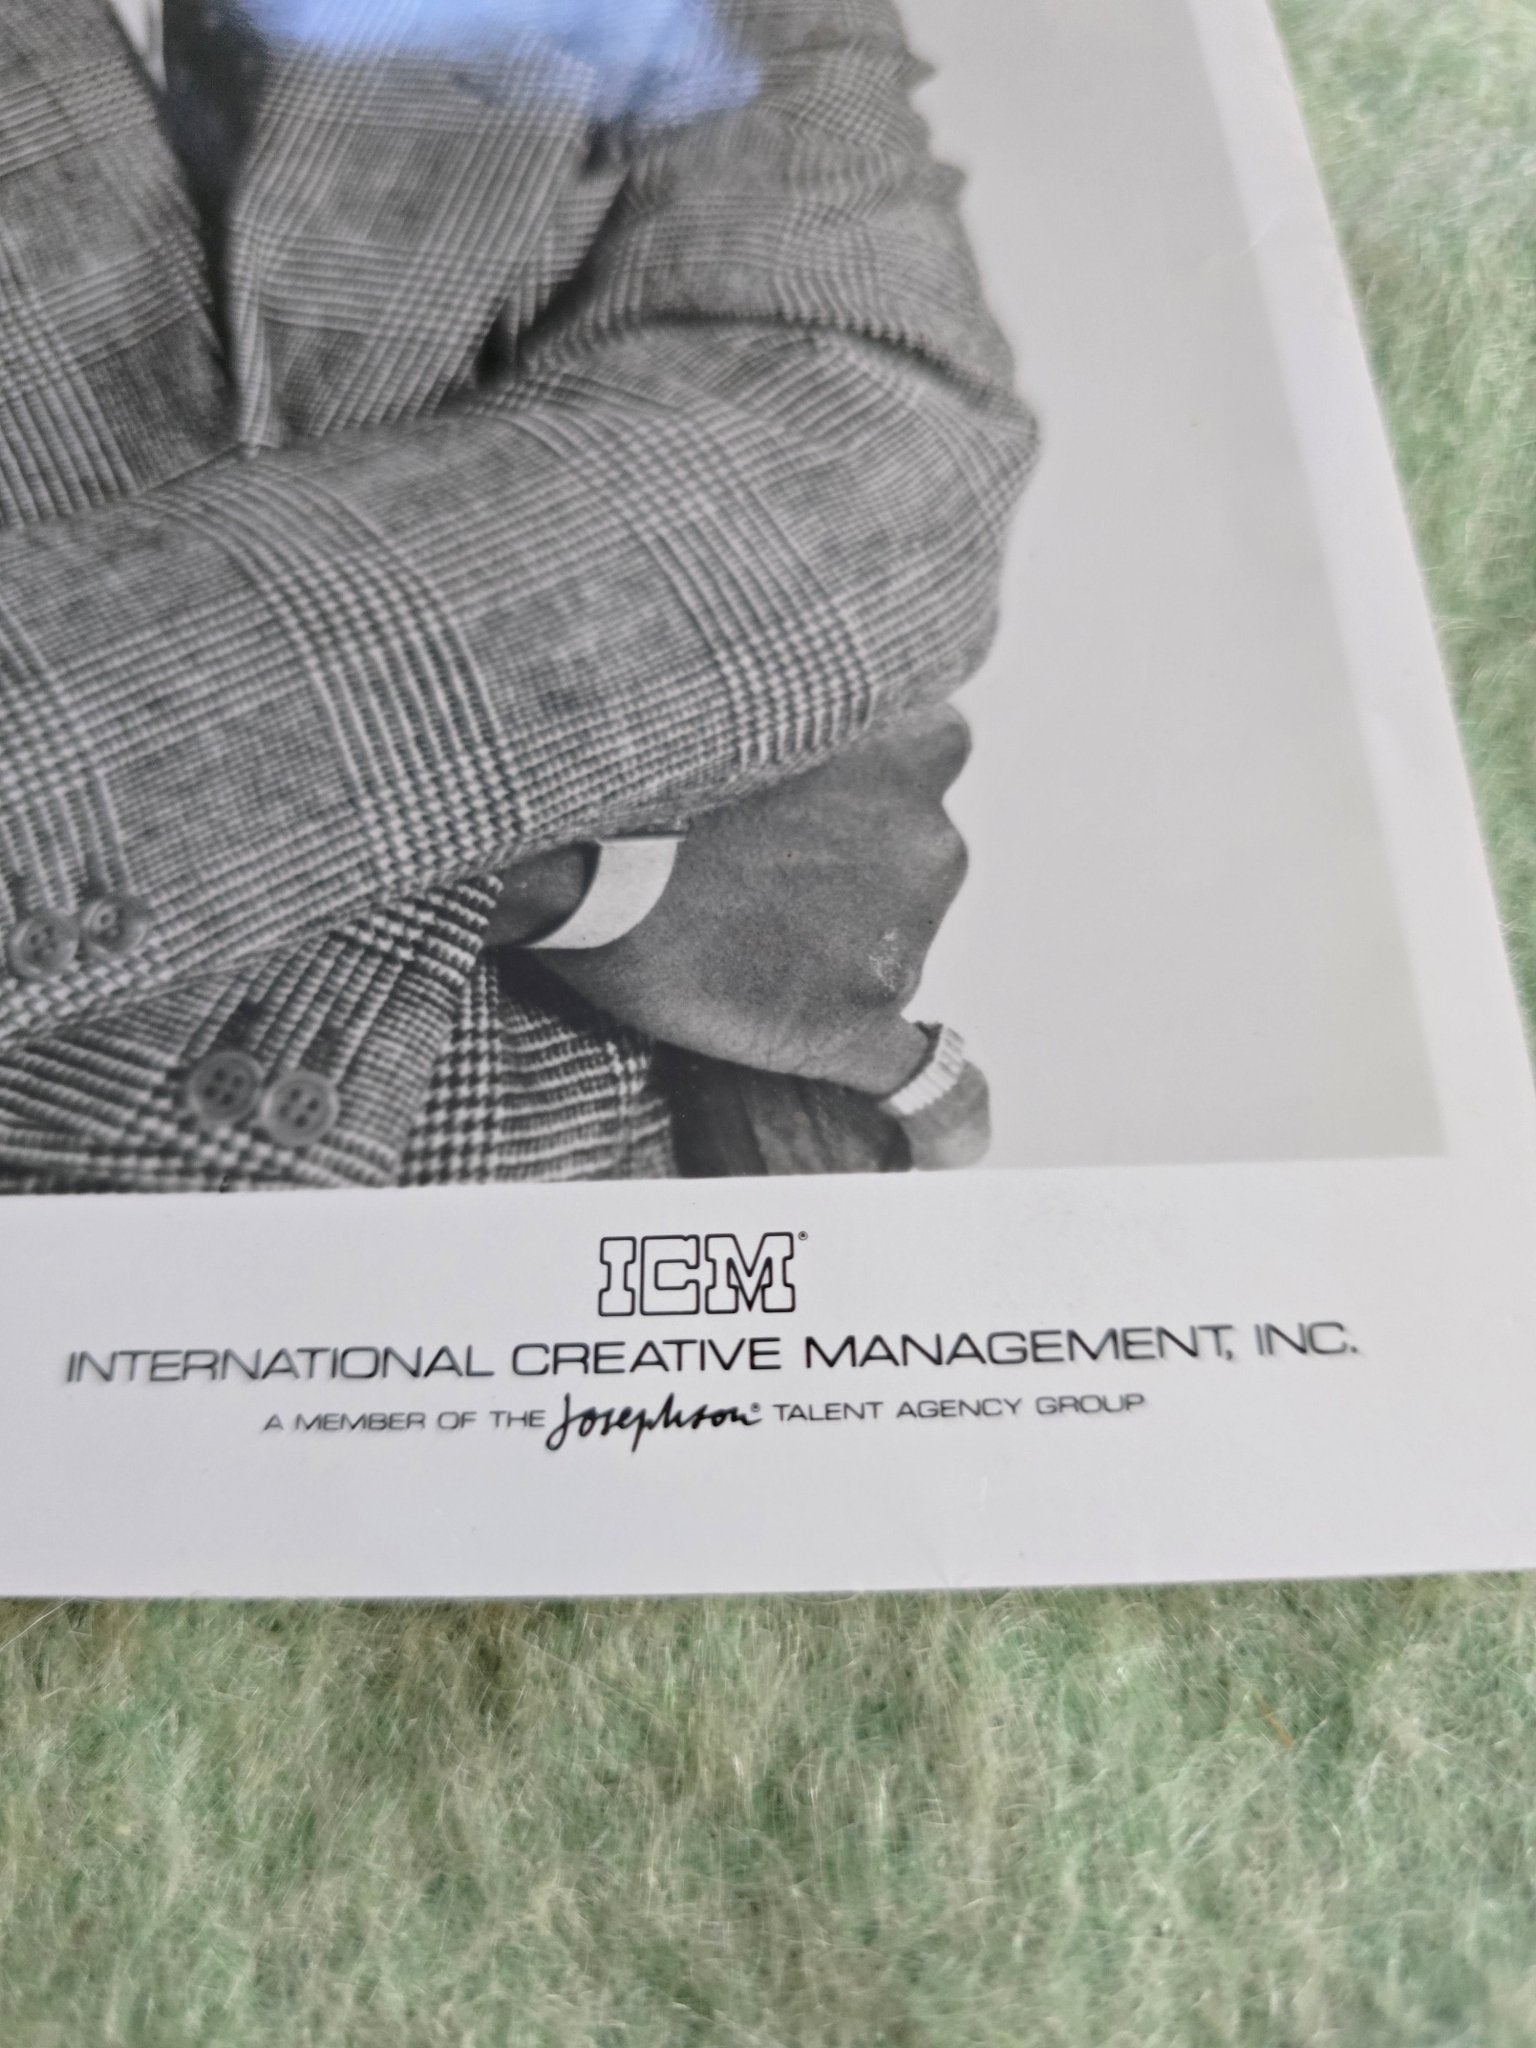 ICM®
INTERNATIONAL CREATIVE MANAGEMENT, INC.
A MEMBER OF THE Josephson® TALENT AGENCY GROUP